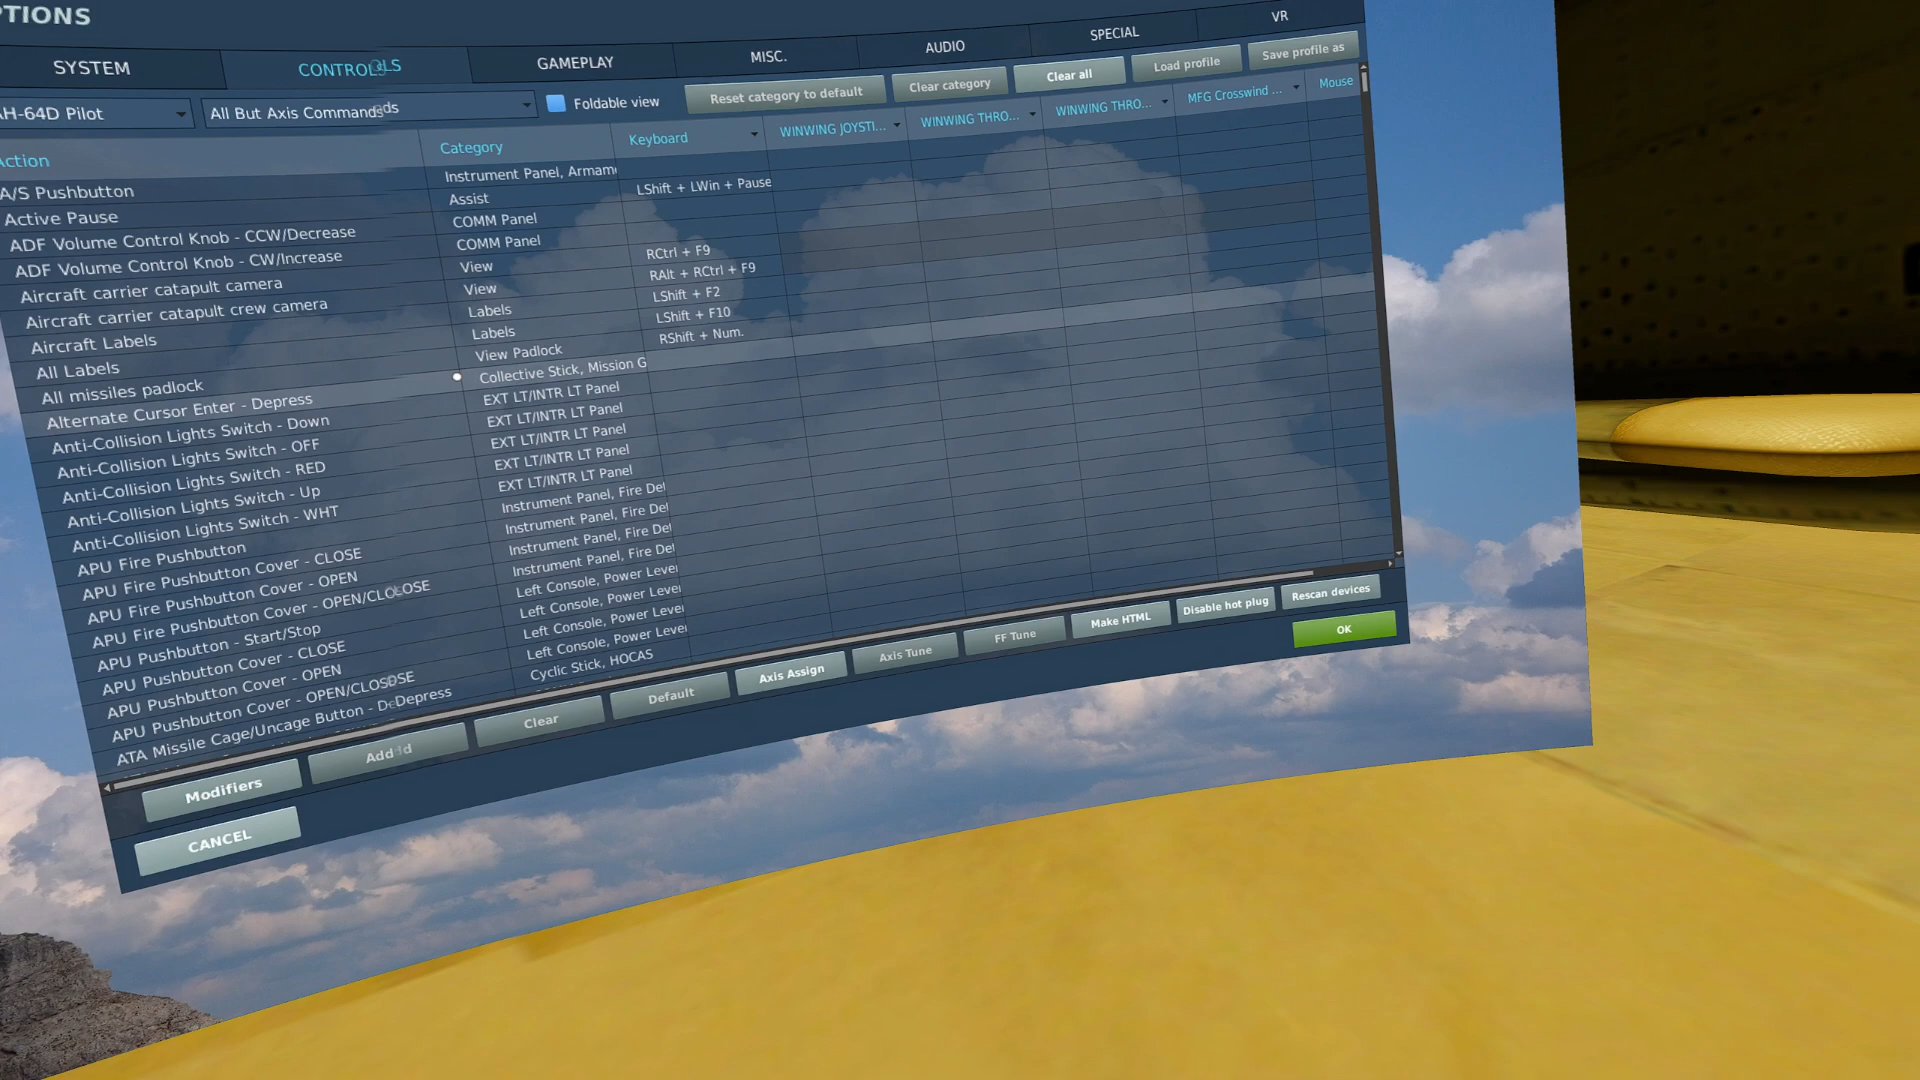 PTIONS
SYSTEM CONTROLS GAMEPLAY MISC. AUDIO SPECIAL VR
AH-64D Pilot All But Axis Commands Foldable view Reset category to default Clear category Clear all Load profile Save profile as
Action Category Keyboard WINWING JOYSTI... WINWING THRO... WINWING THRO... MFG Crosswind ... Mouse
A/S Pushbutton Instrument Panel, Armam
Active Pause Assist LShift + LWin + Pause
ADF Volume Control Knob - CCW/Decrease COMM Panel
ADF Volume Control Knob - CW/Increase COMM Panel
Aircraft carrier catapult camera View RCtrl + F9
Aircraft carrier catapult crew camera View RAlt + RCtrl + F9
Aircraft Labels Labels LShift + F2
All Labels Labels LShift + F10
All missiles padlock View Padlock RShift + Num.
Alternate Cursor Enter - Depress Collective Stick, Mission G
Anti-Collision Lights Switch - Down EXT LT/INTR LT Panel
Anti-Collision Lights Switch - OFF EXT LT/INTR LT Panel
Anti-Collision Lights Switch - RED EXT LT/INTR LT Panel
Anti-Collision Lights Switch - Up EXT LT/INTR LT Panel
Anti-Collision Lights Switch - WHT EXT LT/INTR LT Panel
APU Fire Pushbutton Instrument Panel, Fire Det
APU Fire Pushbutton Cover - CLOSE Instrument Panel, Fire Det
APU Fire Pushbutton Cover - OPEN Instrument Panel, Fire Det
APU Fire Pushbutton Cover - OPEN/CLOSE Instrument Panel, Fire Det
APU Pushbutton - Start/Stop Left Console, Power Lever
APU Pushbutton Cover - CLOSE Left Console, Power Lever
APU Pushbutton Cover - OPEN Left Console, Power Lever
APU Pushbutton Cover - OPEN/CLOSE Left Console, Power Lever
ATA Missile Cage/Uncage Button - Depress Cyclic Stick, HOCAS
Modifiers Add Clear Default Axis Assign Axis Tune FF Tune Make HTML Disable hot plug Rescan devices
CANCEL OK